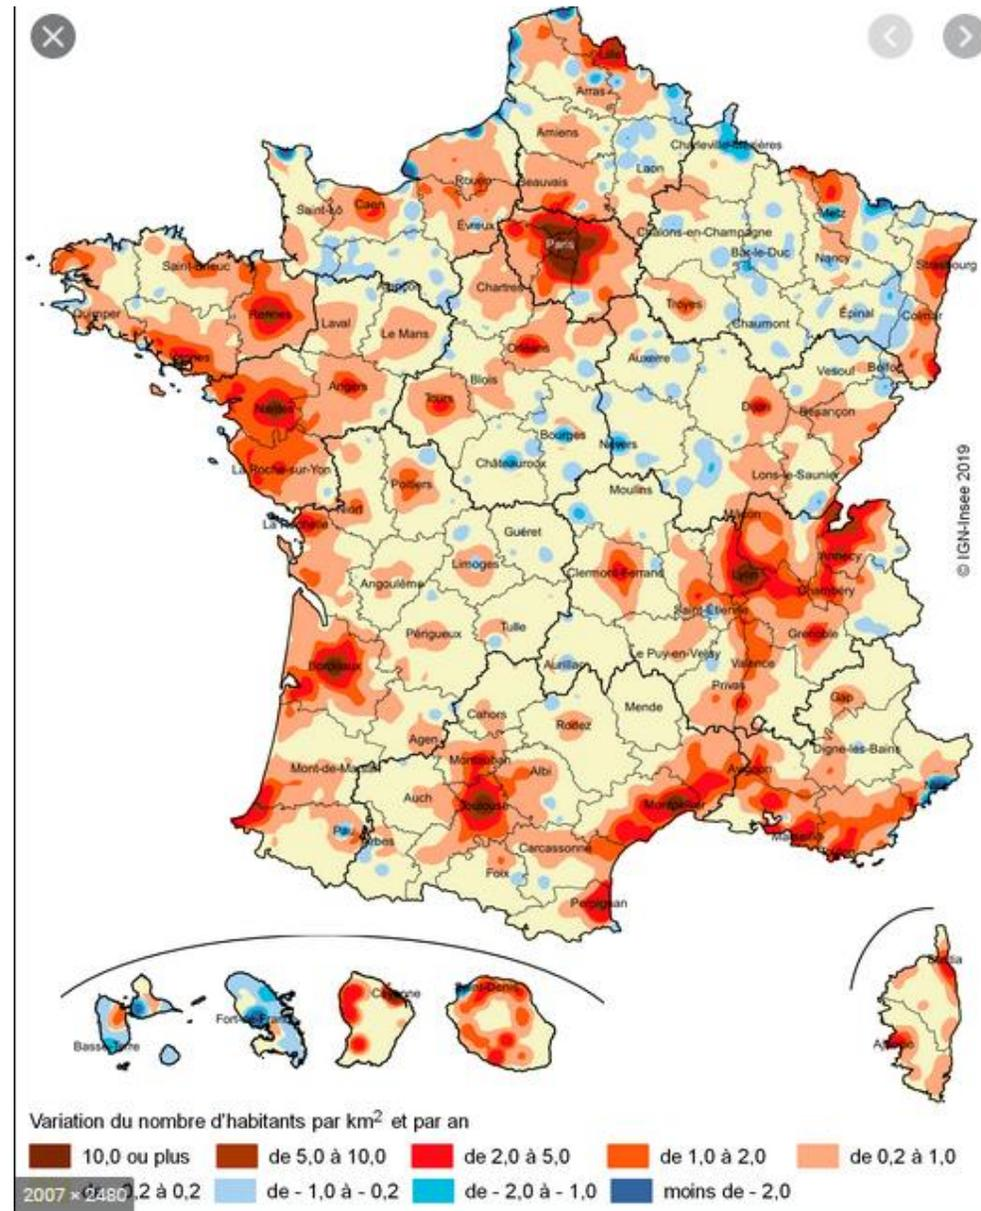 Lille
Arras
Amiens
Charleville-Mézières
Laon
Rouen
Beauvais
Saint-Lô
Caen
Metz
Évreux
Paris
Châlons-en-Champagne
Bar-le-Duc
Nancy
Strasbourg
Saint-Brieuc
Alençon
Chartres
Troyes
Quimper
Rennes
Laval
Le Mans
Chaumont
Épinal
Colmar
Vannes
Orléans
Auxerre
Vesoul
Belfort
Blois
Angers
Tours
Nantes
Dijon
Besançon
Bourges
Nevers
Châteauroux
La Roche-sur-Yon
Poitiers
Moulins
Lons-le-Saunier
Niort
Mâcon
La Rochelle
Guéret
Annecy
Limoges
Clermont-Ferrand
Lyon
Angoulême
Chambéry
Saint-Étienne
Périgueux
Tulle
Grenoble
Le Puy-en-Velay
Bordeaux
Aurillac
Valence
Privas
Mende
Gap
Cahors
Rodez
Agen
Digne-les-Bains
Montauban
Mont-de-Marsan
Albi
Avignon
Nice
Auch
Toulouse
Montpellier
Pau
Tarbes
Marseille
Carcassonne
Toulon
Foix
Perpignan
Bastia
Cayenne
Saint-Denis
Fort-de-France
Basse-Terre
Ajaccio
© IGN-Insee 2019
Variation du nombre d'habitants par km² et par an
10,0 ou plus de 5,0 à 10,0 de 2,0 à 5,0 de 1,0 à 2,0 de 0,2 à 1,0
0,2 à 0,2 de - 1,0 à - 0,2 de - 2,0 à - 1,0 moins de - 2,0
2007 × 2480